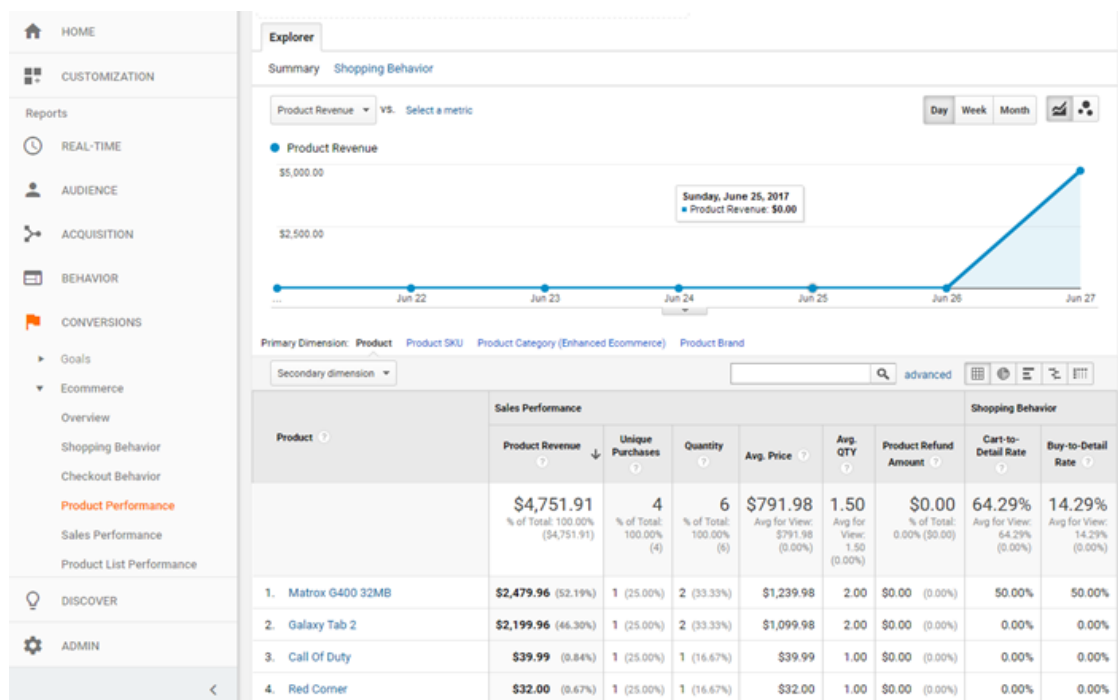 HOME
CUSTOMIZATION
Reports
REAL-TIME
AUDIENCE
ACQUISITION
BEHAVIOR
CONVERSIONS
Goals
Ecommerce
Overview
Shopping Behavior
Checkout Behavior
Product Performance
Sales Performance
Product List Performance
DISCOVER
ADMIN
Explorer
Summary Shopping Behavior
Product Revenue VS. Select a metric
Day Week Month
Product Revenue
$5,000.00
$2,500.00
Sunday, June 25, 2017
Product Revenue: $0.00
... Jun 22 Jun 23 Jun 24 Jun 25 Jun 26 Jun 27
Primary Dimension: Product Product SKU Product Category (Enhanced Ecommerce) Product Brand
Secondary dimension advanced
Sales Performance Shopping Behavior
Product ? Product Revenue ? Unique Purchases ? Quantity ? Avg. Price ? Avg. QTY ? Product Refund Amount ? Cart-to-Detail Rate ? Buy-to-Detail Rate ?
$4,751.91 4 6 $791.98 1.50 $0.00 64.29% 14.29%
% of Total: 100.00% ($4,751.91) % of Total: 100.00% (4) % of Total: 100.00% (6) Avg for View: $791.98 (0.00%) Avg for View: 1.50 (0.00%) % of Total: 0.00% ($0.00) Avg for View: 64.29% (0.00%) Avg for View: 14.29% (0.00%)
1. Matrox G400 32MB $2,479.96 (52.19%) 1 (25.00%) 2 (33.33%) $1,239.98 2.00 $0.00 (0.00%) 50.00% 50.00%
2. Galaxy Tab 2 $2,199.96 (46.30%) 1 (25.00%) 2 (33.33%) $1,099.98 2.00 $0.00 (0.00%) 0.00% 0.00%
3. Call Of Duty $39.99 (0.84%) 1 (25.00%) 1 (16.67%) $39.99 1.00 $0.00 (0.00%) 0.00% 0.00%
4. Red Corner $32.00 (0.67%) 1 (25.00%) 1 (16.67%) $32.00 1.00 $0.00 (0.00%) 0.00% 0.00%